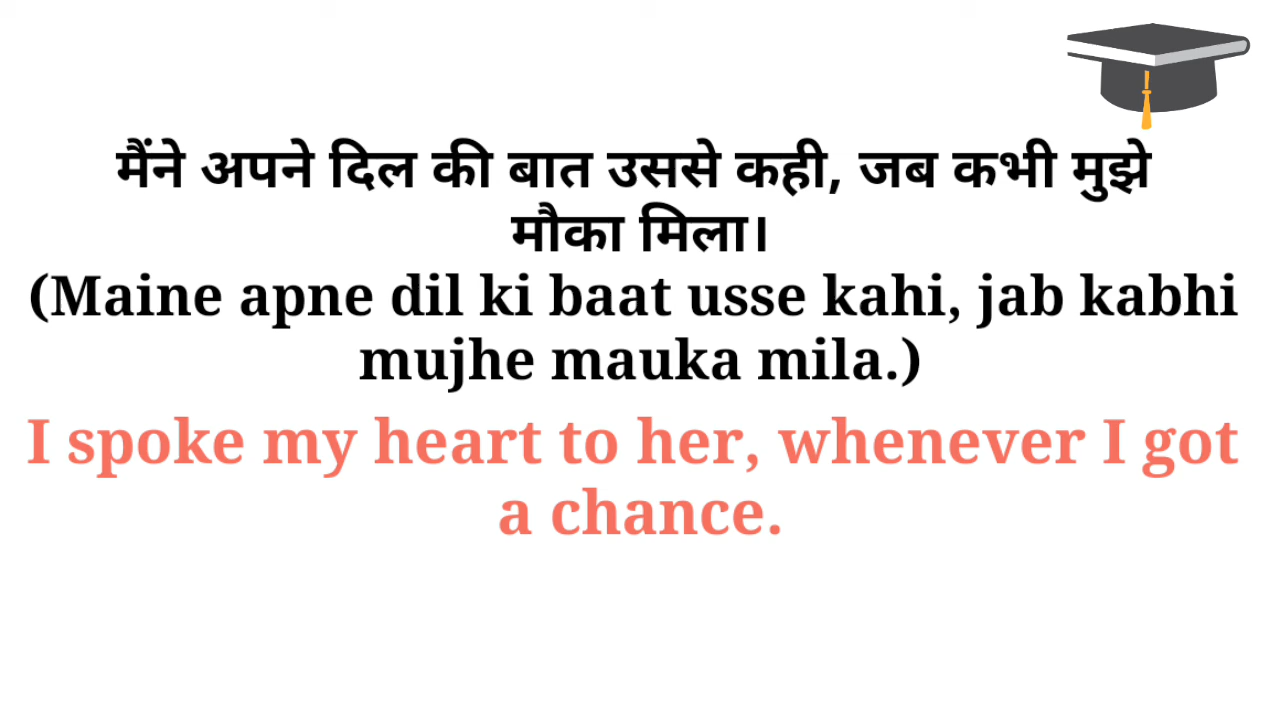 मैंने अपने दिल की बात उससे कही, जब कभी मुझे
मौका मिला।
(Maine apne dil ki baat usse kahi, jab kabhi
mujhe mauka mila.)
I spoke my heart to her, whenever I got
a chance.